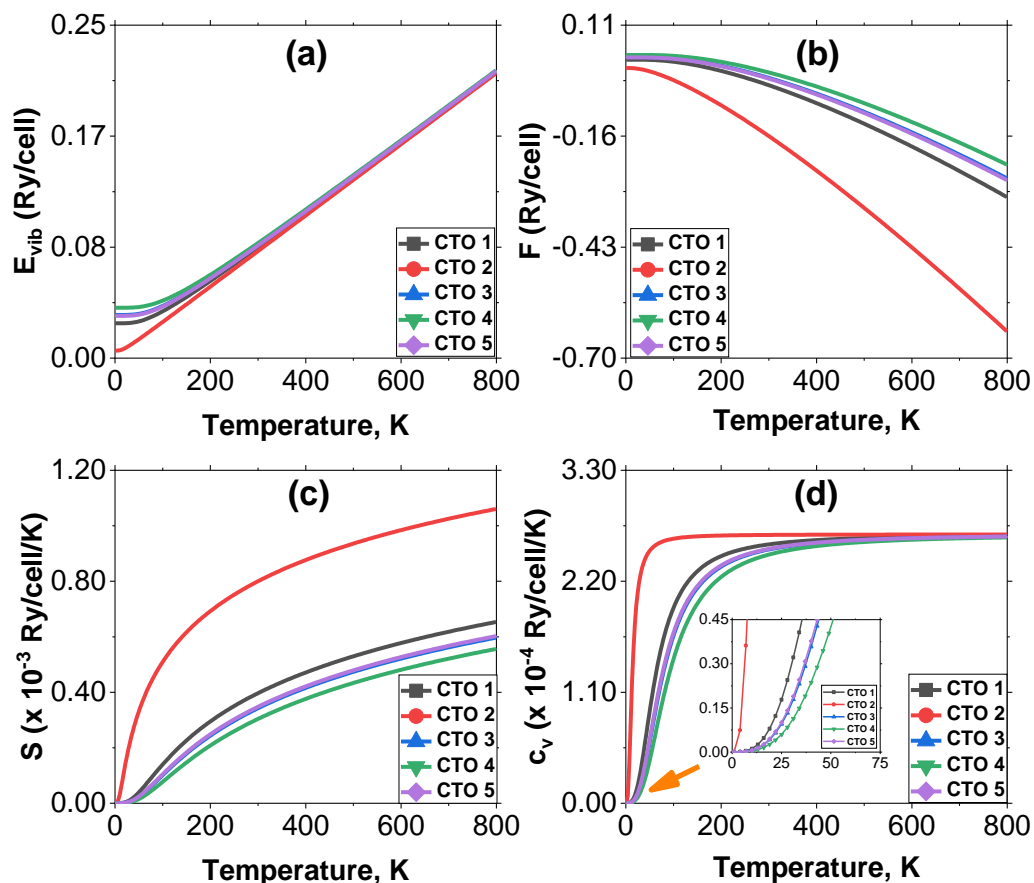 (a)
0.25
0.17
0.08
0.00
E_vib (Ry/cell)
CTO 1
CTO 2
CTO 3
CTO 4
CTO 5
0 200 400 600 800
Temperature, K
(b)
0.11
-0.16
-0.43
-0.70
F (Ry/cell)
CTO 1
CTO 2
CTO 3
CTO 4
CTO 5
0 200 400 600 800
Temperature, K
(c)
1.20
0.80
0.40
0.00
S (x 10⁻³ Ry/cell/K)
CTO 1
CTO 2
CTO 3
CTO 4
CTO 5
0 200 400 600 800
Temperature, K
(d)
3.30
2.20
1.10
0.00
c_v (x 10⁻⁴ Ry/cell/K)
0.45
0.30
0.15
0.00
CTO 1
CTO 2
CTO 3
CTO 4
CTO 5
0 25 50 75
CTO 1
CTO 2
CTO 3
CTO 4
CTO 5
0 200 400 600 800
Temperature, K